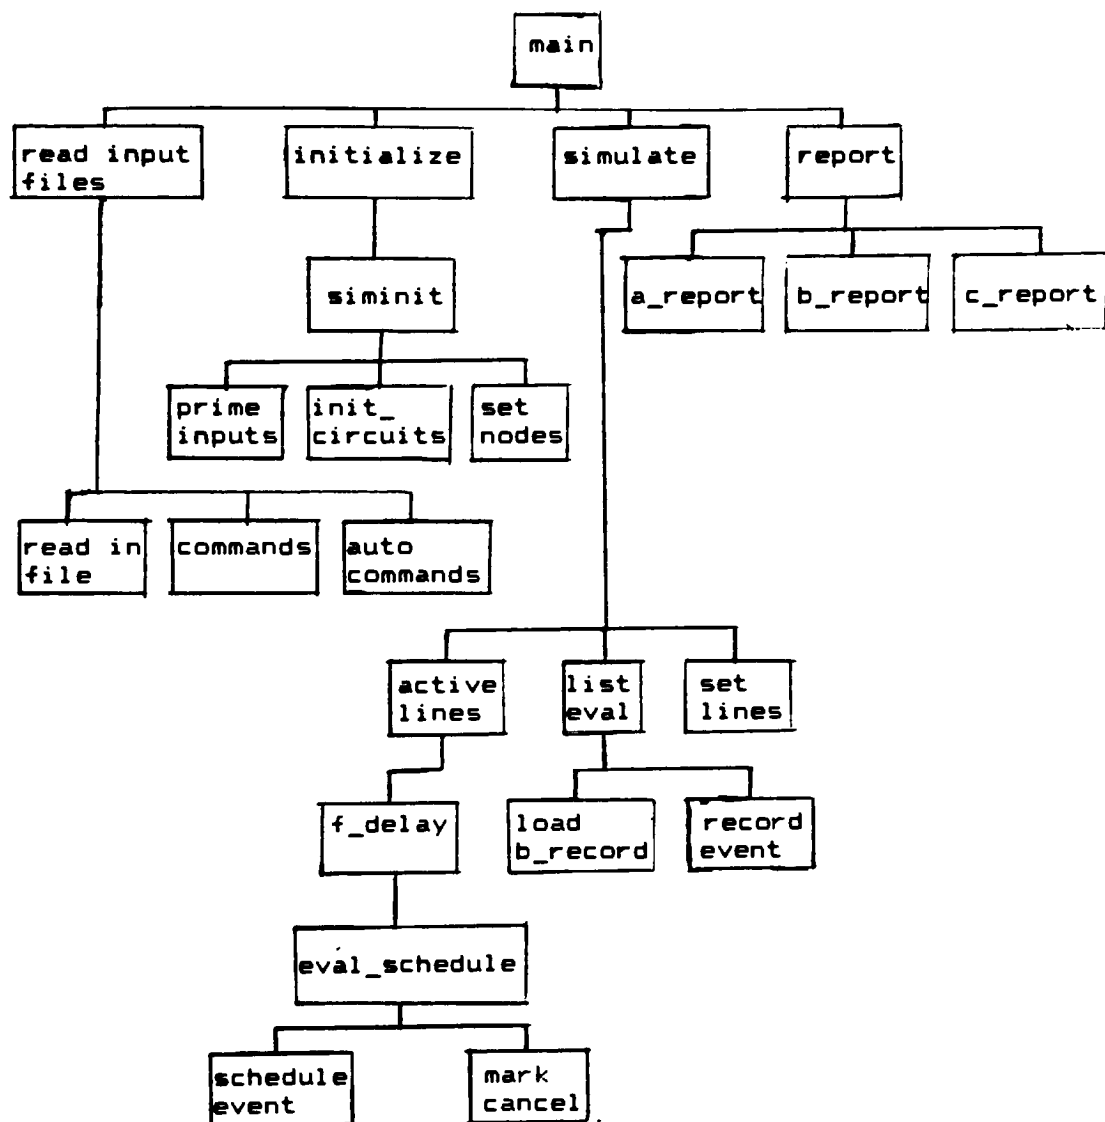 main
read input
files
initialize
simulate
report
siminit
a_report
b_report
c_report
prime
inputs
init_
circuits
set
nodes
read in
file
commands
auto
commands
active
lines
list
eval
set
lines
f_delay
load
b_record
record
event
eval_schedule
schedule
event
mark
cancel